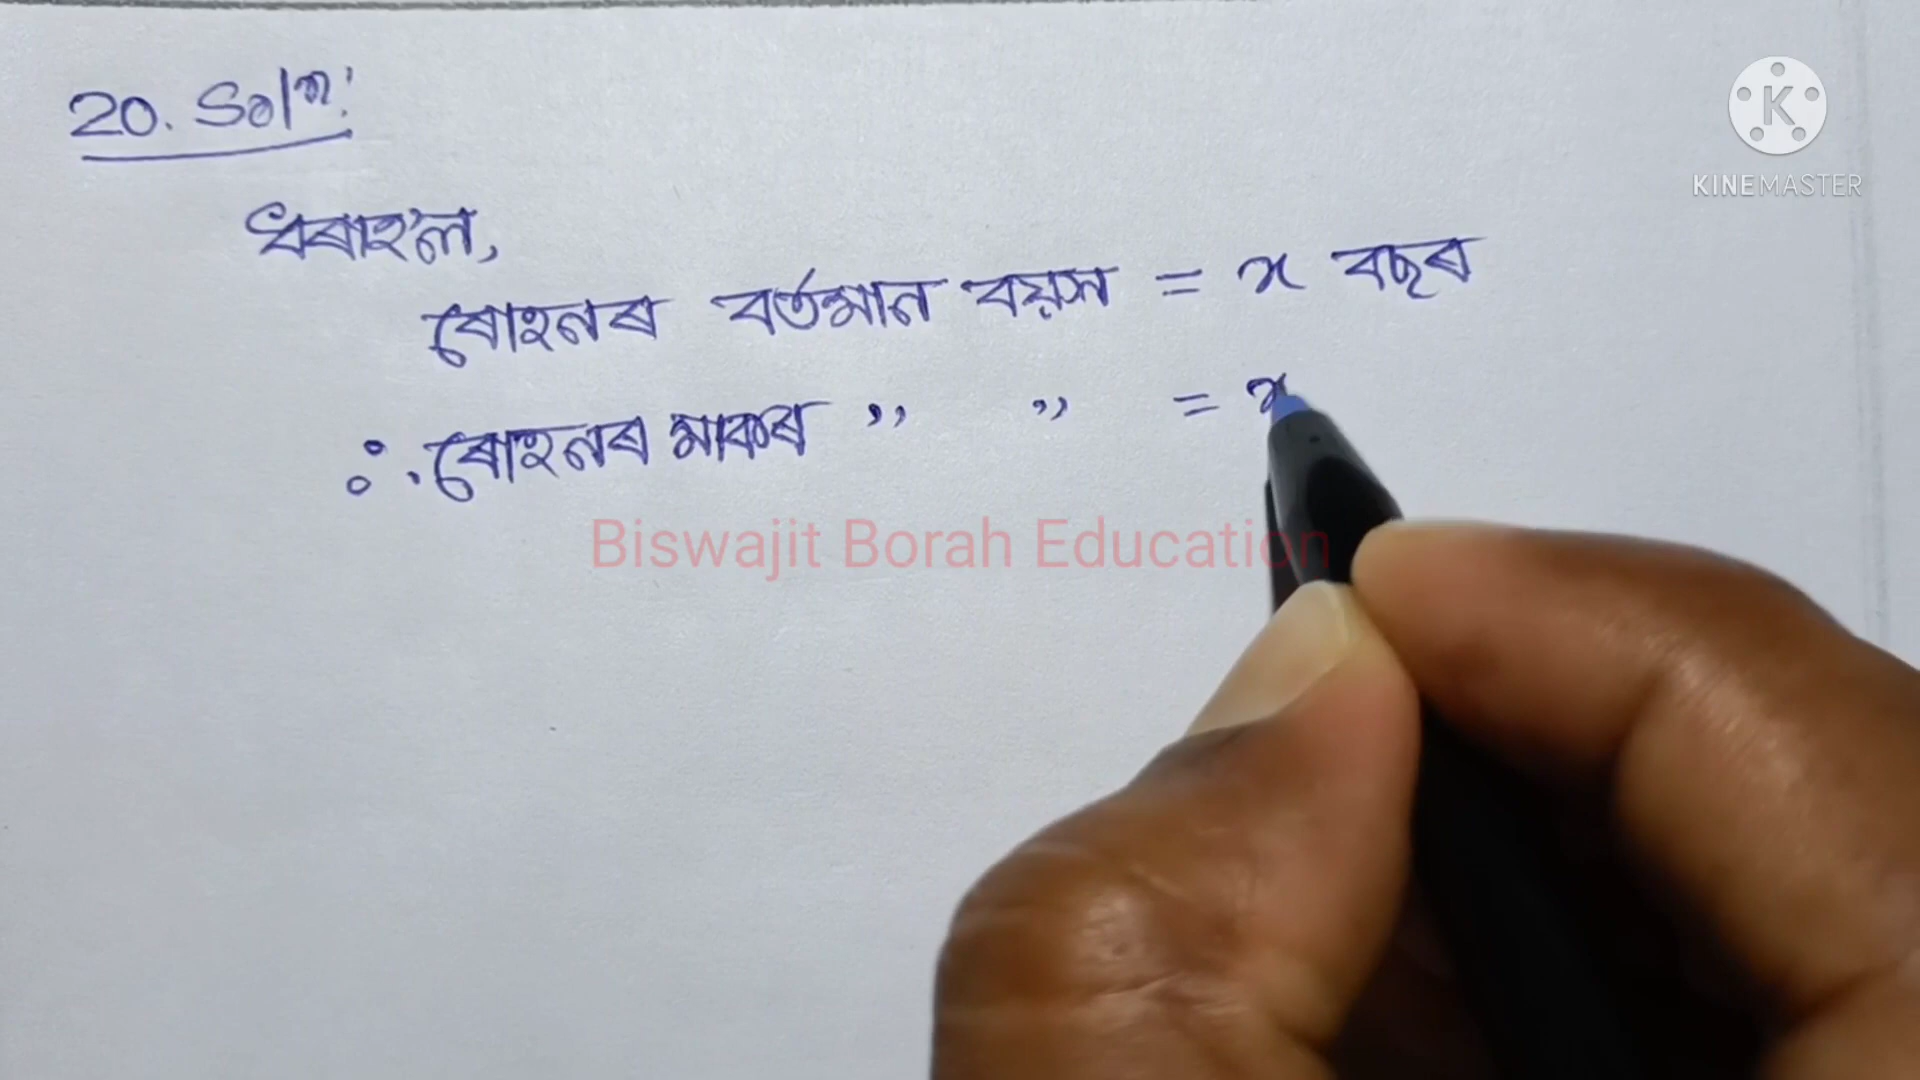 20. Solⁿ:
KINEMASTER
ধৰাহ'ল,
ৰোহনৰ বৰ্তমান বয়স = x বছৰ
∴ ৰোহনৰ মাকৰ " " = x
Biswajit Borah Education